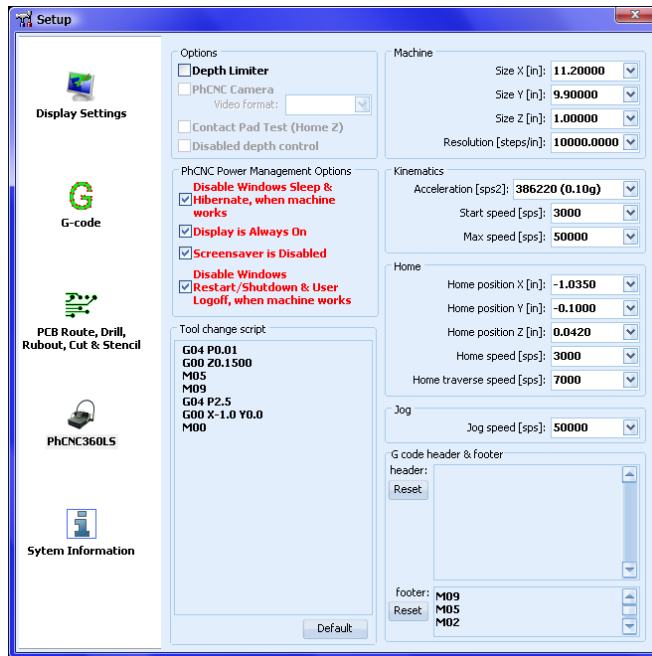 Setup
Display Settings
G-code
PCB Route, Drill,
Rubout, Cut & Stencil
PhCNC360LS
Sytem Information
Options
Depth Limiter
PhCNC Camera
Video format:
Contact Pad Test (Home Z)
Disabled depth control
PhCNC Power Management Options
Disable Windows Sleep &
Hibernate, when machine
works
Display is Always On
Screensaver is Disabled
Disable Windows
Restart/Shutdown & User
Logoff, when machine works
Tool change script
G04 P0.01
G00 Z0.1500
M05
M09
G04 P2.5
G00 X-1.0 Y0.0
M00
Default
Machine
Size X [in]: 11.20000
Size Y [in]: 9.90000
Size Z [in]: 1.00000
Resolution [steps/in]: 10000.0000
Kinematics
Acceleration [sps2]: 386220 (0.10g)
Start speed [sps]: 3000
Max speed [sps]: 50000
Home
Home position X [in]: -1.0350
Home position Y [in]: -0.1000
Home position Z [in]: 0.0420
Home speed [sps]: 3000
Home traverse speed [sps]: 7000
Jog
Jog speed [sps]: 50000
G code header & footer
header:
Reset
footer:
Reset
M09
M05
M02